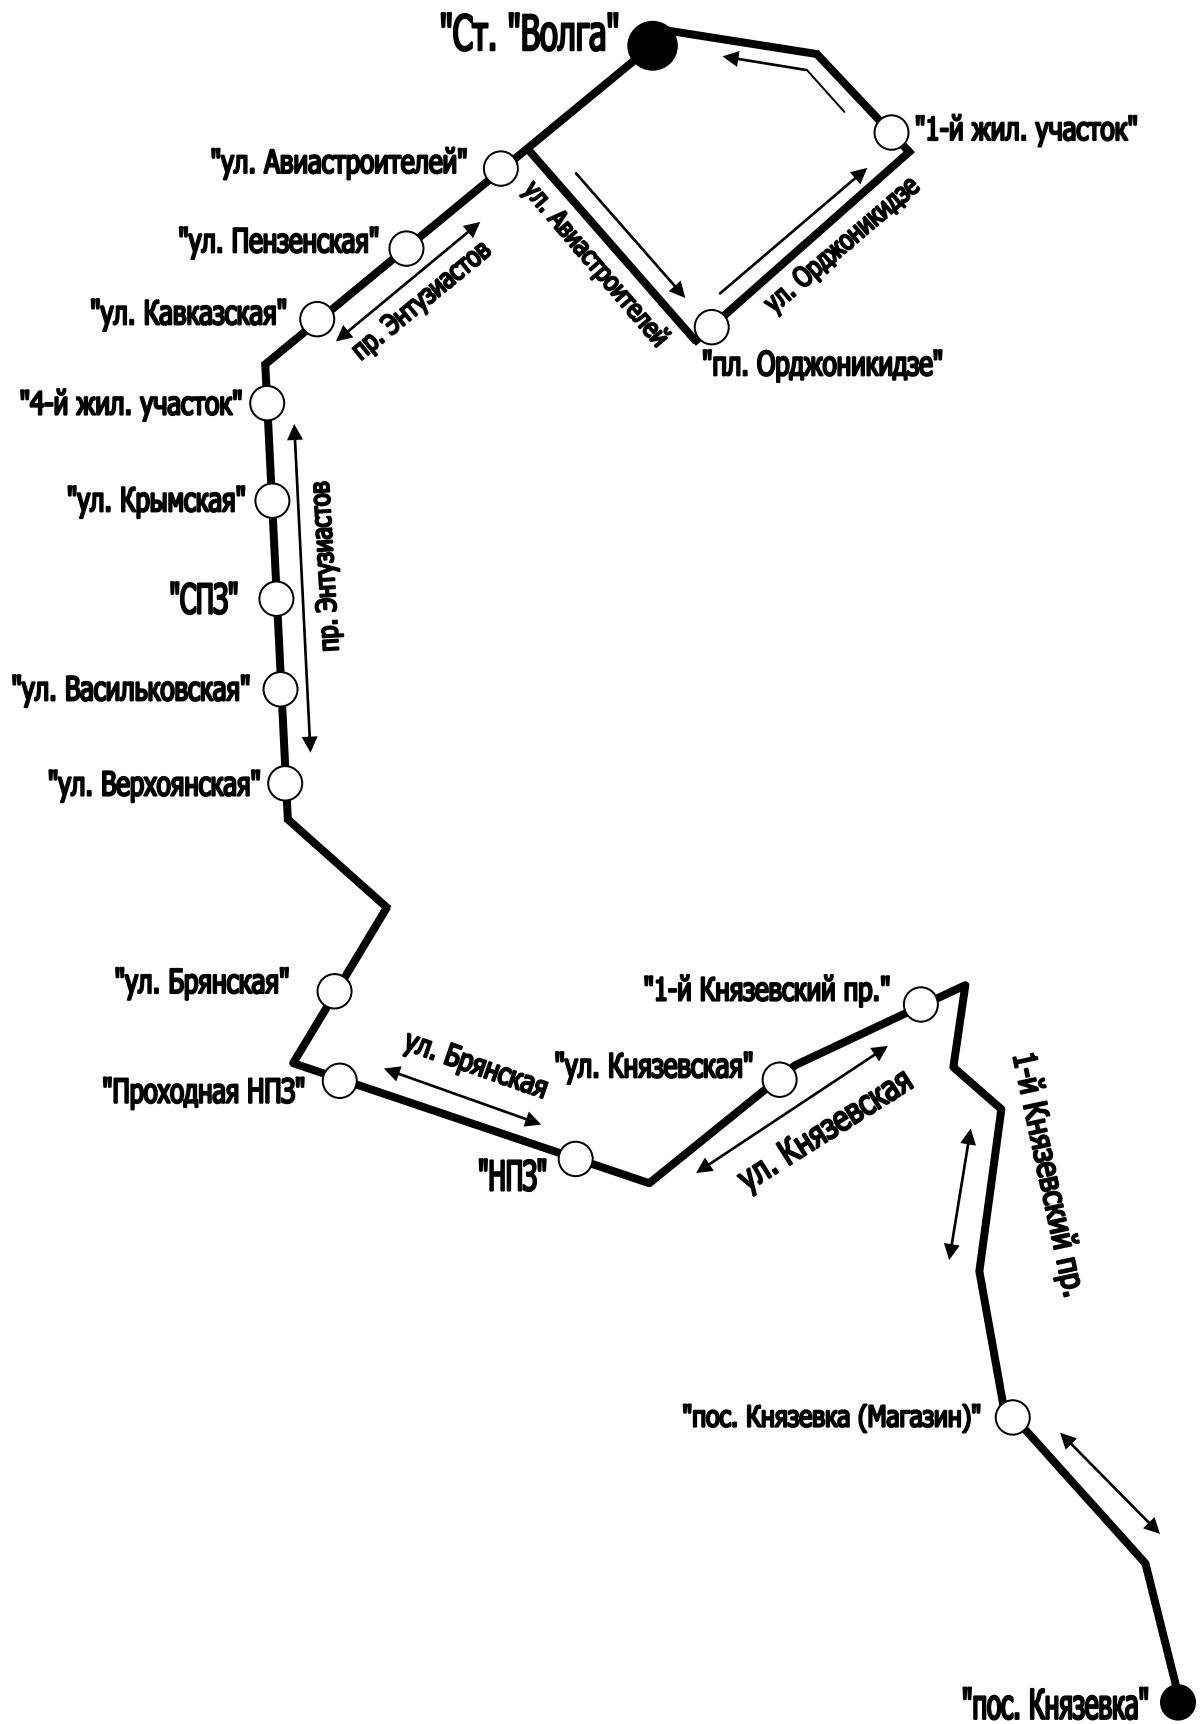 "Ст. "Волга"
"1-й жил. участок"
"ул. Авиастроителей"
ул. Авиастроителей
ул. Орджоникидзе
"ул. Пензенская"
пр. Энтузиастов
"ул. Кавказская"
"пл. Орджоникидзе"
"4-й жил. участок"
"ул. Крымская"
пр. Энтузиастов
"СПЗ"
"ул. Васильковская"
"ул. Верхоянская"
"ул. Брянская"
"1-й Князевский пр."
ул. Брянская
"ул. Князевская"
"Проходная НПЗ"
ул. Князевская
1-й Князевский пр.
"НПЗ"
"пос. Князевка (Магазин)"
"пос. Князевка"